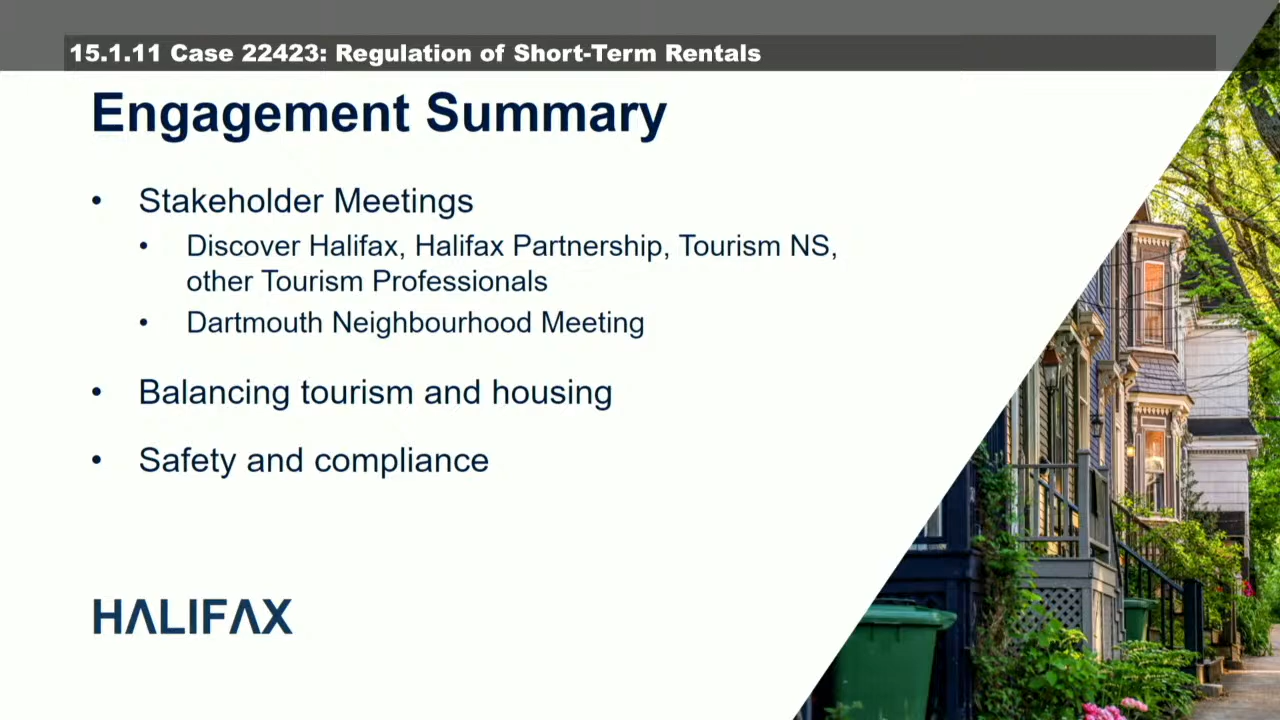 15.1.11 Case 22423: Regulation of Short-Term Rentals
Engagement Summary
• Stakeholder Meetings
• Discover Halifax, Halifax Partnership, Tourism NS,
other Tourism Professionals
• Dartmouth Neighbourhood Meeting
• Balancing tourism and housing
• Safety and compliance
HALIFAX